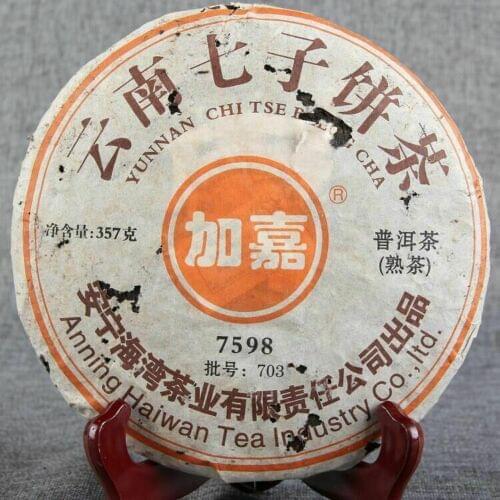 云南七子饼茶
YUNNAN CHI TSE CHA
®
加嘉
净含量:357克
普洱茶
(熟茶)
7598
批号: 703
安宁海湾茶业有限责任公司出品
Anning Haiwan Tea Industry Co., ltd.